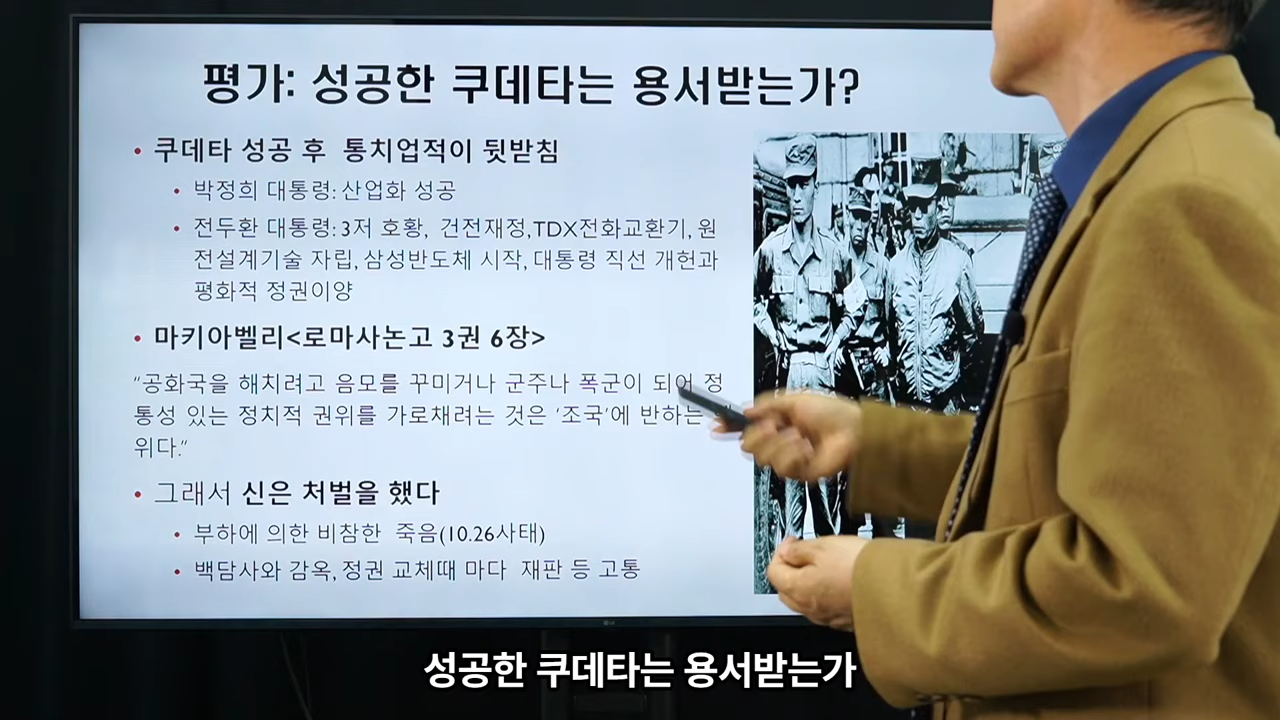 평가: 성공한 쿠데타는 용서받는가?
• 쿠데타 성공 후 통치업적이 뒷받침
• 박정희 대통령: 산업화 성공
• 전두환 대통령: 3저 호황, 건전재정,TDX전화교환기, 원
전설계기술 자립, 삼성반도체 시작, 대통령 직선 개헌과
평화적 정권이양
• 마키아벨리<로마사논고 3권 6장>
“공화국을 해치려고 음모를 꾸미거나 군주나 폭군이 되어 정
통성 있는 정치적 권위를 가로채려는 것은 ‘조국’에 반하는
위다.”
• 그래서 신은 처벌을 했다
• 부하에 의한 비참한 죽음(10.26사태)
• 백담사와 감옥, 정권 교체때 마다 재판 등 고통
LG
성공한 쿠데타는 용서받는가